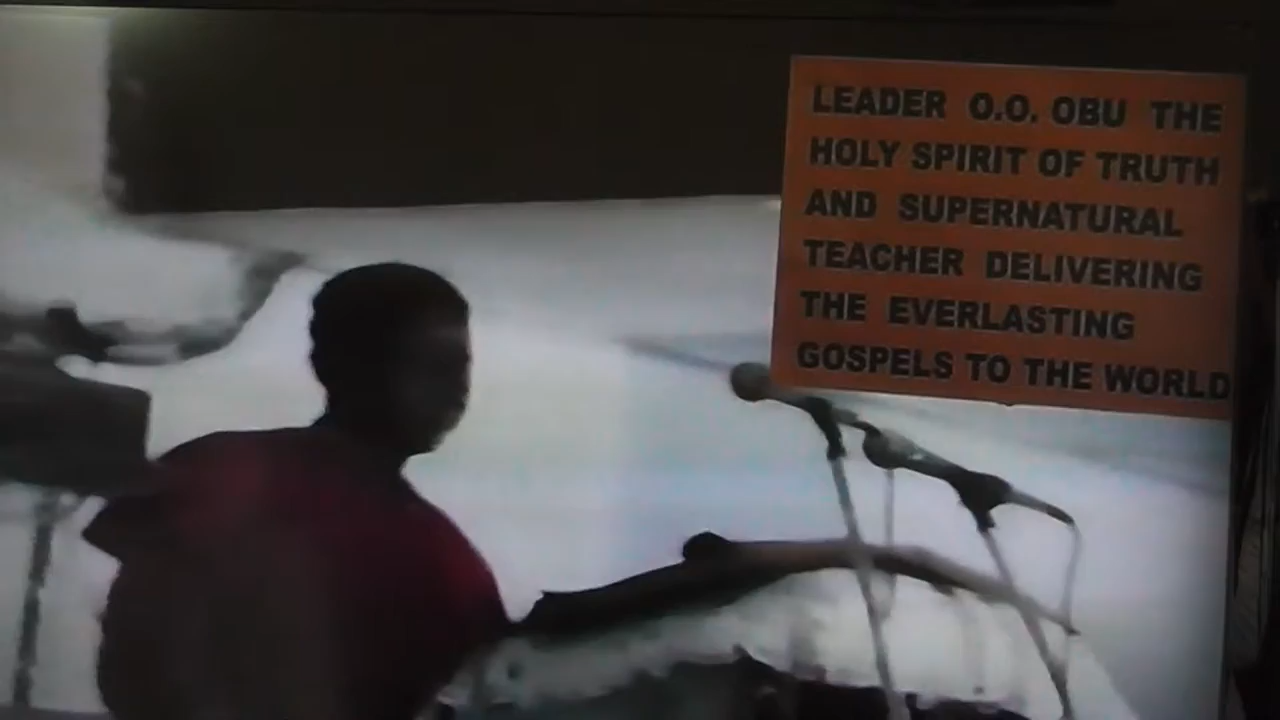 LEADER O.O. OBU THE
HOLY SPIRIT OF TRUTH
AND SUPERNATURAL
TEACHER DELIVERING
THE EVERLASTING
GOSPELS TO THE WORLD